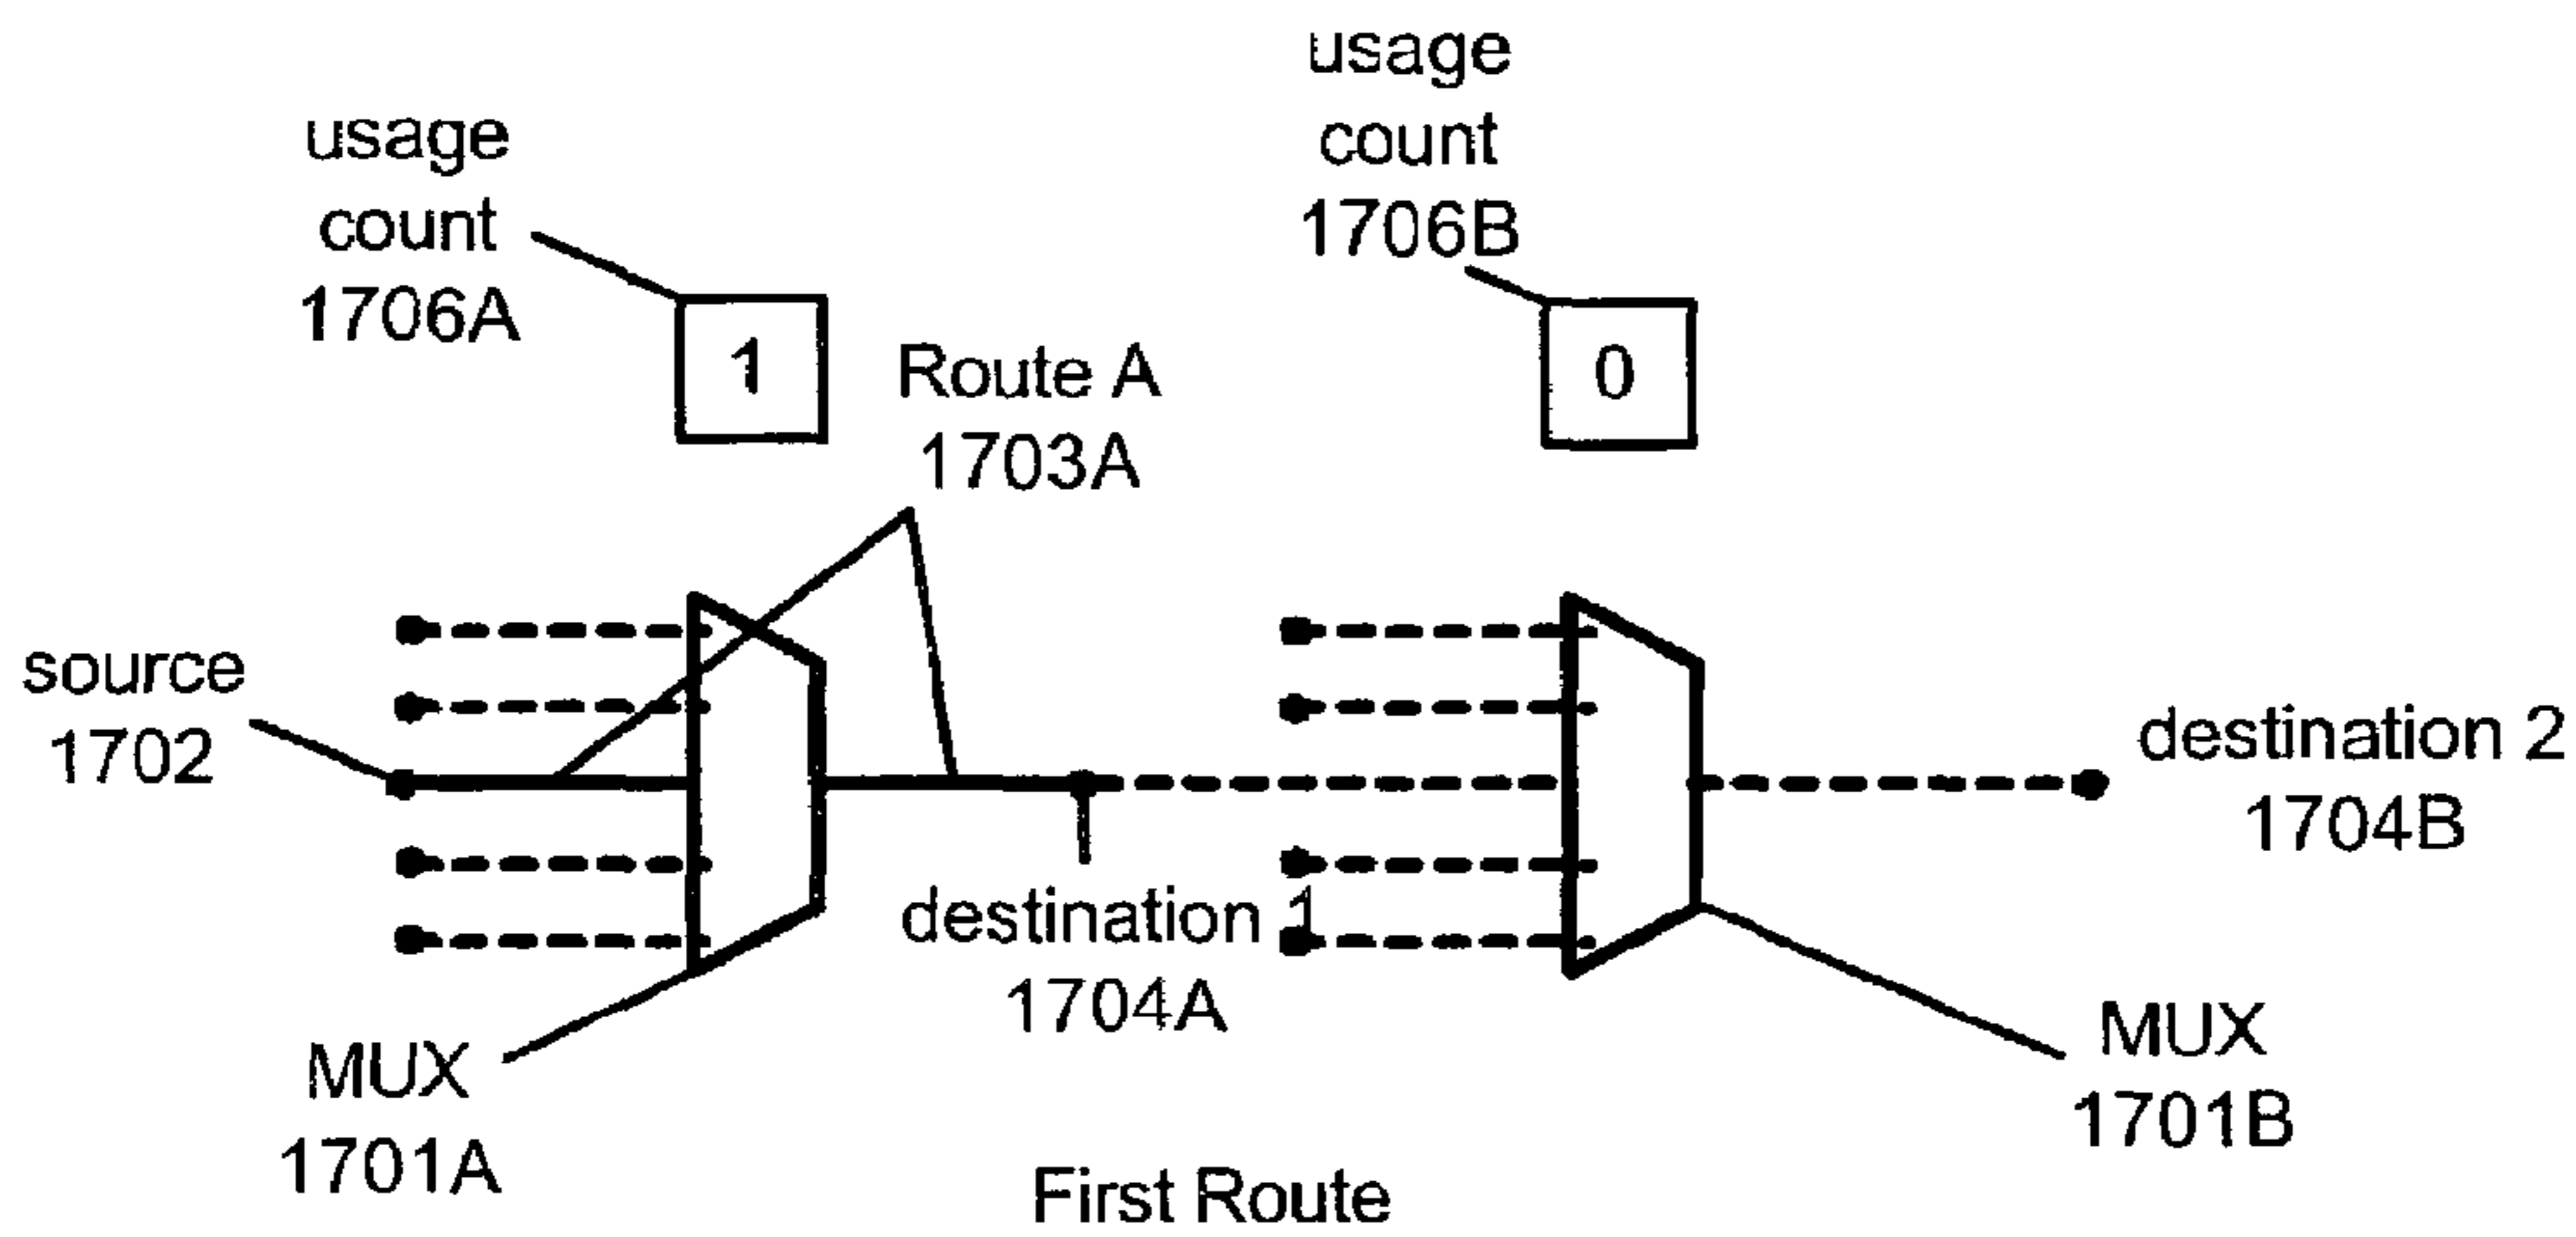 usage
count
1706A
usage
count
1706B
1
0
Route A
1703A
source
1702
destination 2
1704B
destination 1
1704A
MUX
1701A
MUX
1701B
First Route